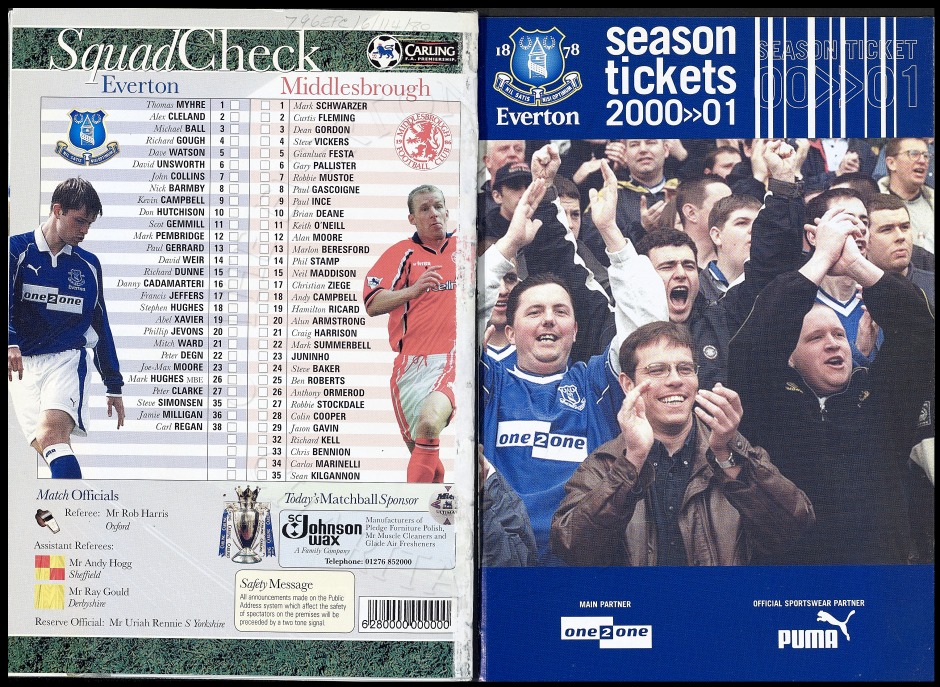 796EFC/6/114/20
SquadCheck
CARLING
F.A. PREMIERSHIP
Everton
Middlesbrough
Thomas MYHRE 1
Alex CLELAND 2
Michael BALL 3
Richard GOUGH 4
Dave WATSON 5
David UNSWORTH 6
John COLLINS 7
Nick BARMBY 8
Kevin CAMPBELL 9
Don HUTCHISON 10
Scot GEMMILL 11
Mark PEMBRIDGE 12
Paul GERRARD 13
David WEIR 14
Richard DUNNE 15
Danny CADAMARTERI 16
Francis JEFFERS 17
Stephen HUGHES 18
Abel XAVIER 19
Phillip JEVONS 20
Mitch WARD 21
Peter DEGN 22
Joe-Max MOORE 23
Mark HUGHES MBE 26
Peter CLARKE 27
Steve SIMONSEN 35
Jamie MILLIGAN 36
Carl REGAN 38
1 Mark SCHWARZER
2 Curtis FLEMING
3 Dean GORDON
4 Steve VICKERS
5 Gianluca FESTA
6 Gary PALLISTER
7 Robbie MUSTOE
8 Paul GASCOIGNE
9 Paul INCE
10 Brian DEANE
11 Keith O'NEILL
12 Alan MOORE
13 Marlon BERESFORD
14 Phil STAMP
15 Neil MADDISON
17 Christian ZIEGE
18 Andy CAMPBELL
19 Hamilton RICARD
20 Alun ARMSTRONG
21 Craig HARRISON
22 Mark SUMMERBELL
23 JUNINHO
24 Steve BAKER
25 Ben ROBERTS
26 Anthony ORMEROD
27 Robbie STOCKDALE
28 Colin COOPER
29 Jason GAVIN
32 Richard KELL
33 Chris BENNION
34 Carlos MARINELLI
35 Sean KILGANNON
MIDDLESBROUGH
FOOTBALL CLUB
one2one
Match Officials
Referee: Mr Rob Harris
Oxford
Assistant Referees:
Mr Andy Hogg
Sheffield
Mr Ray Gould
Derbyshire
Reserve Official: Mr Uriah Rennie S Yorkshire
Today's Matchball Sponsor
SC Johnson
wax
A Family Company
Manufacturers of
Pledge Furniture Polish,
Mr Muscle Cleaners and
Glade Air Fresheners
Telephone: 01276 852000
Safety Message
All announcements made on the Public
Address system which affect the safety
of spectators on the premises will be
preceeded by a two tone signal.
6280000000000
18 78
NIL SATIS NISI OPTIMUM
Everton
season
tickets
2000>>01
SEASON TICKET
00>>01
one2one
MAIN PARTNER
one2one
OFFICIAL SPORTSWEAR PARTNER
PUMA